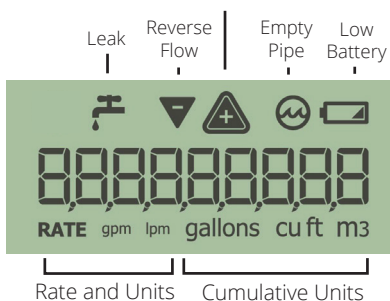 Leak
Reverse Flow
Empty Pipe
Low Battery
8,8,8,8,8,8,8,8,8
RATE gpm lpm gallons cu ft m3
Rate and Units Cumulative Units